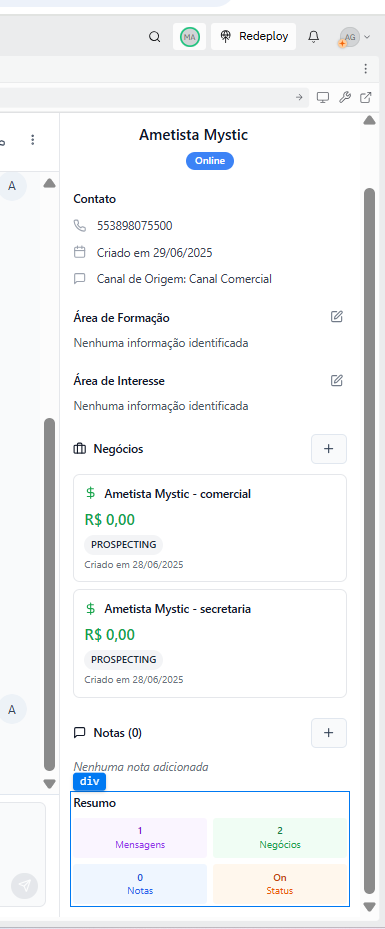 MA
Redeploy
AG
A
Ametista Mystic
Online
Contato
553898075500
Criado em 29/06/2025
Canal de Origem: Canal Comercial
Área de Formação
Nenhuma informação identificada
Área de Interesse
Nenhuma informação identificada
Negócios
Ametista Mystic - comercial
R$ 0,00
PROSPECTING
Criado em 28/06/2025
Ametista Mystic - secretaria
R$ 0,00
PROSPECTING
Criado em 28/06/2025
A
Notas (0)
Nenhuma nota adicionada
div
Resumo
1
Mensagens
2
Negócios
0
Notas
On
Status